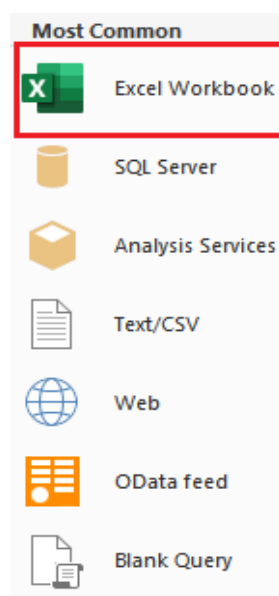 Most Common
X
Excel Workbook
SQL Server
Analysis Services
Text/CSV
Web
OData feed
Blank Query